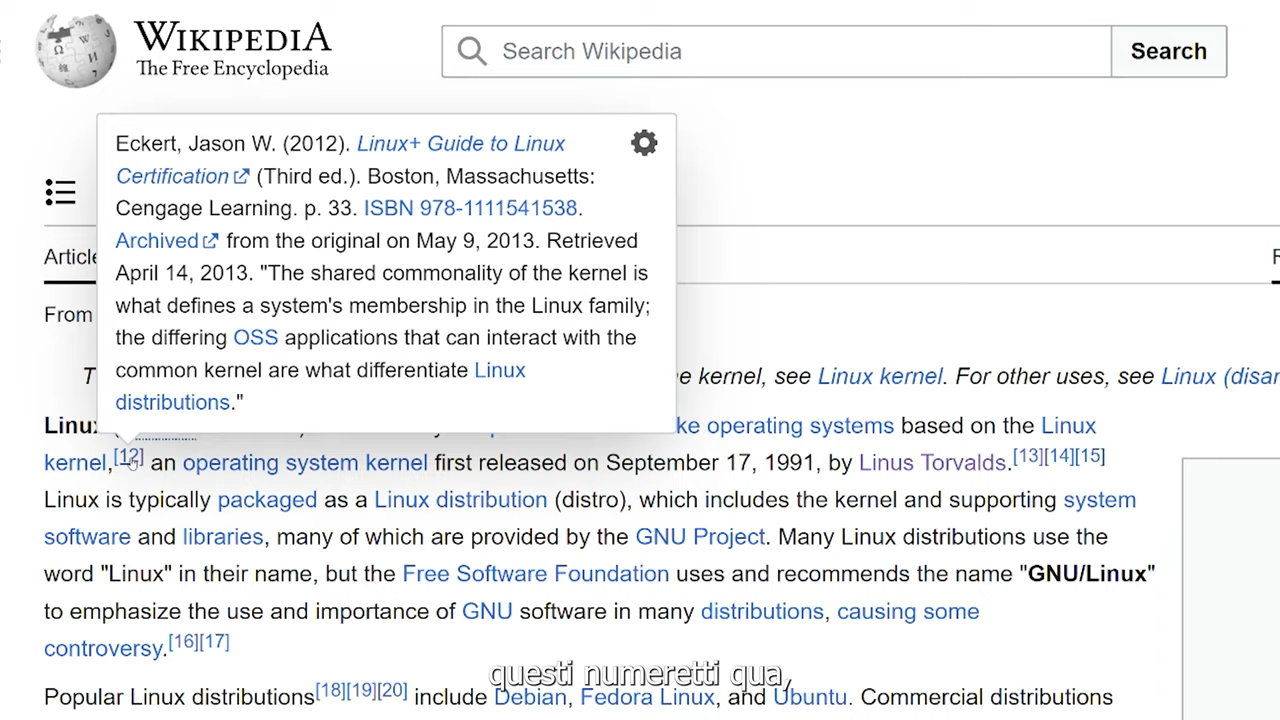 WIKIPEDIA
The Free Encyclopedia
Search Wikipedia
Search
Eckert, Jason W. (2012). Linux+ Guide to Linux
Certification (Third ed.). Boston, Massachusetts:
Cengage Learning. p. 33. ISBN 978-1111541538.
Archived from the original on May 9, 2013. Retrieved
April 14, 2013. "The shared commonality of the kernel is
what defines a system's membership in the Linux family;
the differing OSS applications that can interact with the
common kernel are what differentiate Linux
distributions."
Article
From
e kernel, see Linux kernel. For other uses, see Linux (disam
Linux ke operating systems based on the Linux
kernel,[12] an operating system kernel first released on September 17, 1991, by Linus Torvalds.[13][14][15]
Linux is typically packaged as a Linux distribution (distro), which includes the kernel and supporting system
software and libraries, many of which are provided by the GNU Project. Many Linux distributions use the
word "Linux" in their name, but the Free Software Foundation uses and recommends the name "GNU/Linux"
to emphasize the use and importance of GNU software in many distributions, causing some
controversy.[16][17]
questi numeretti qua,
Popular Linux distributions[18][19][20] include Debian, Fedora Linux, and Ubuntu. Commercial distributions